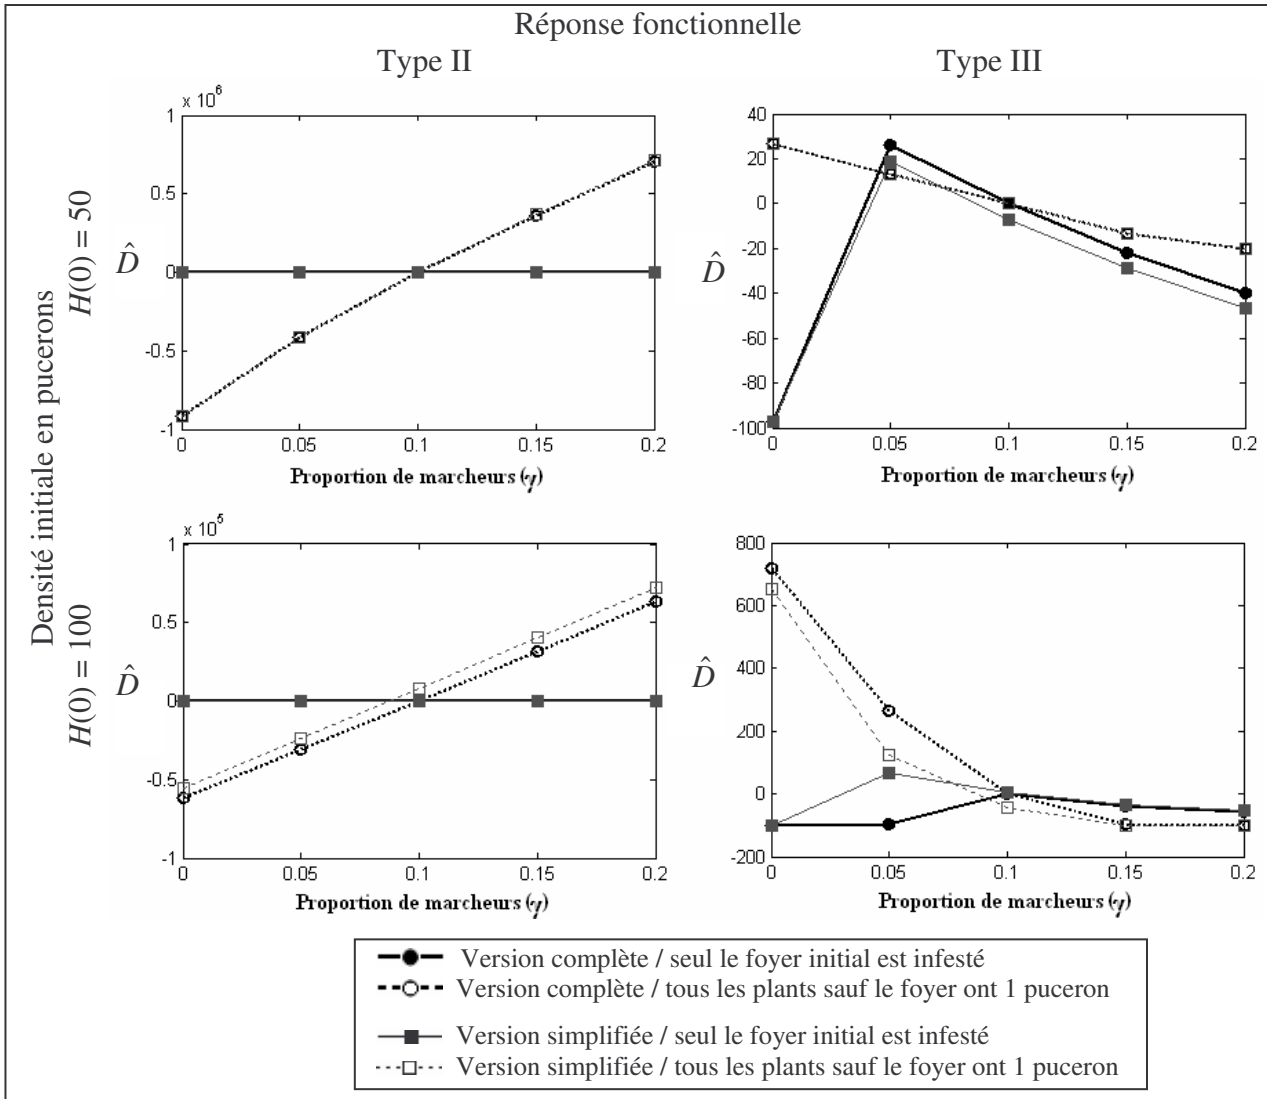 Réponse fonctionnelle
Type II
Type III
Densité initiale en pucerons
H(0) = 50
H(0) = 100
x 10^6
1
0.5
0
-0.5
-1
D̂
0 0.05 0.1 0.15 0.2
Proportion de marcheurs (γ)
40
20
0
-20
-40
-60
-80
-100
D̂
0 0.05 0.1 0.15 0.2
Proportion de marcheurs (γ)
x 10^5
1
0.5
0
-0.5
-1
D̂
0 0.05 0.1 0.15 0.2
Proportion de marcheurs (γ)
800
600
400
200
0
-200
D̂
0 0.05 0.1 0.15 0.2
Proportion de marcheurs (γ)
Version complète / seul le foyer initial est infesté
Version complète / tous les plants sauf le foyer ont 1 puceron
Version simplifiée / seul le foyer initial est infesté
Version simplifiée / tous les plants sauf le foyer ont 1 puceron